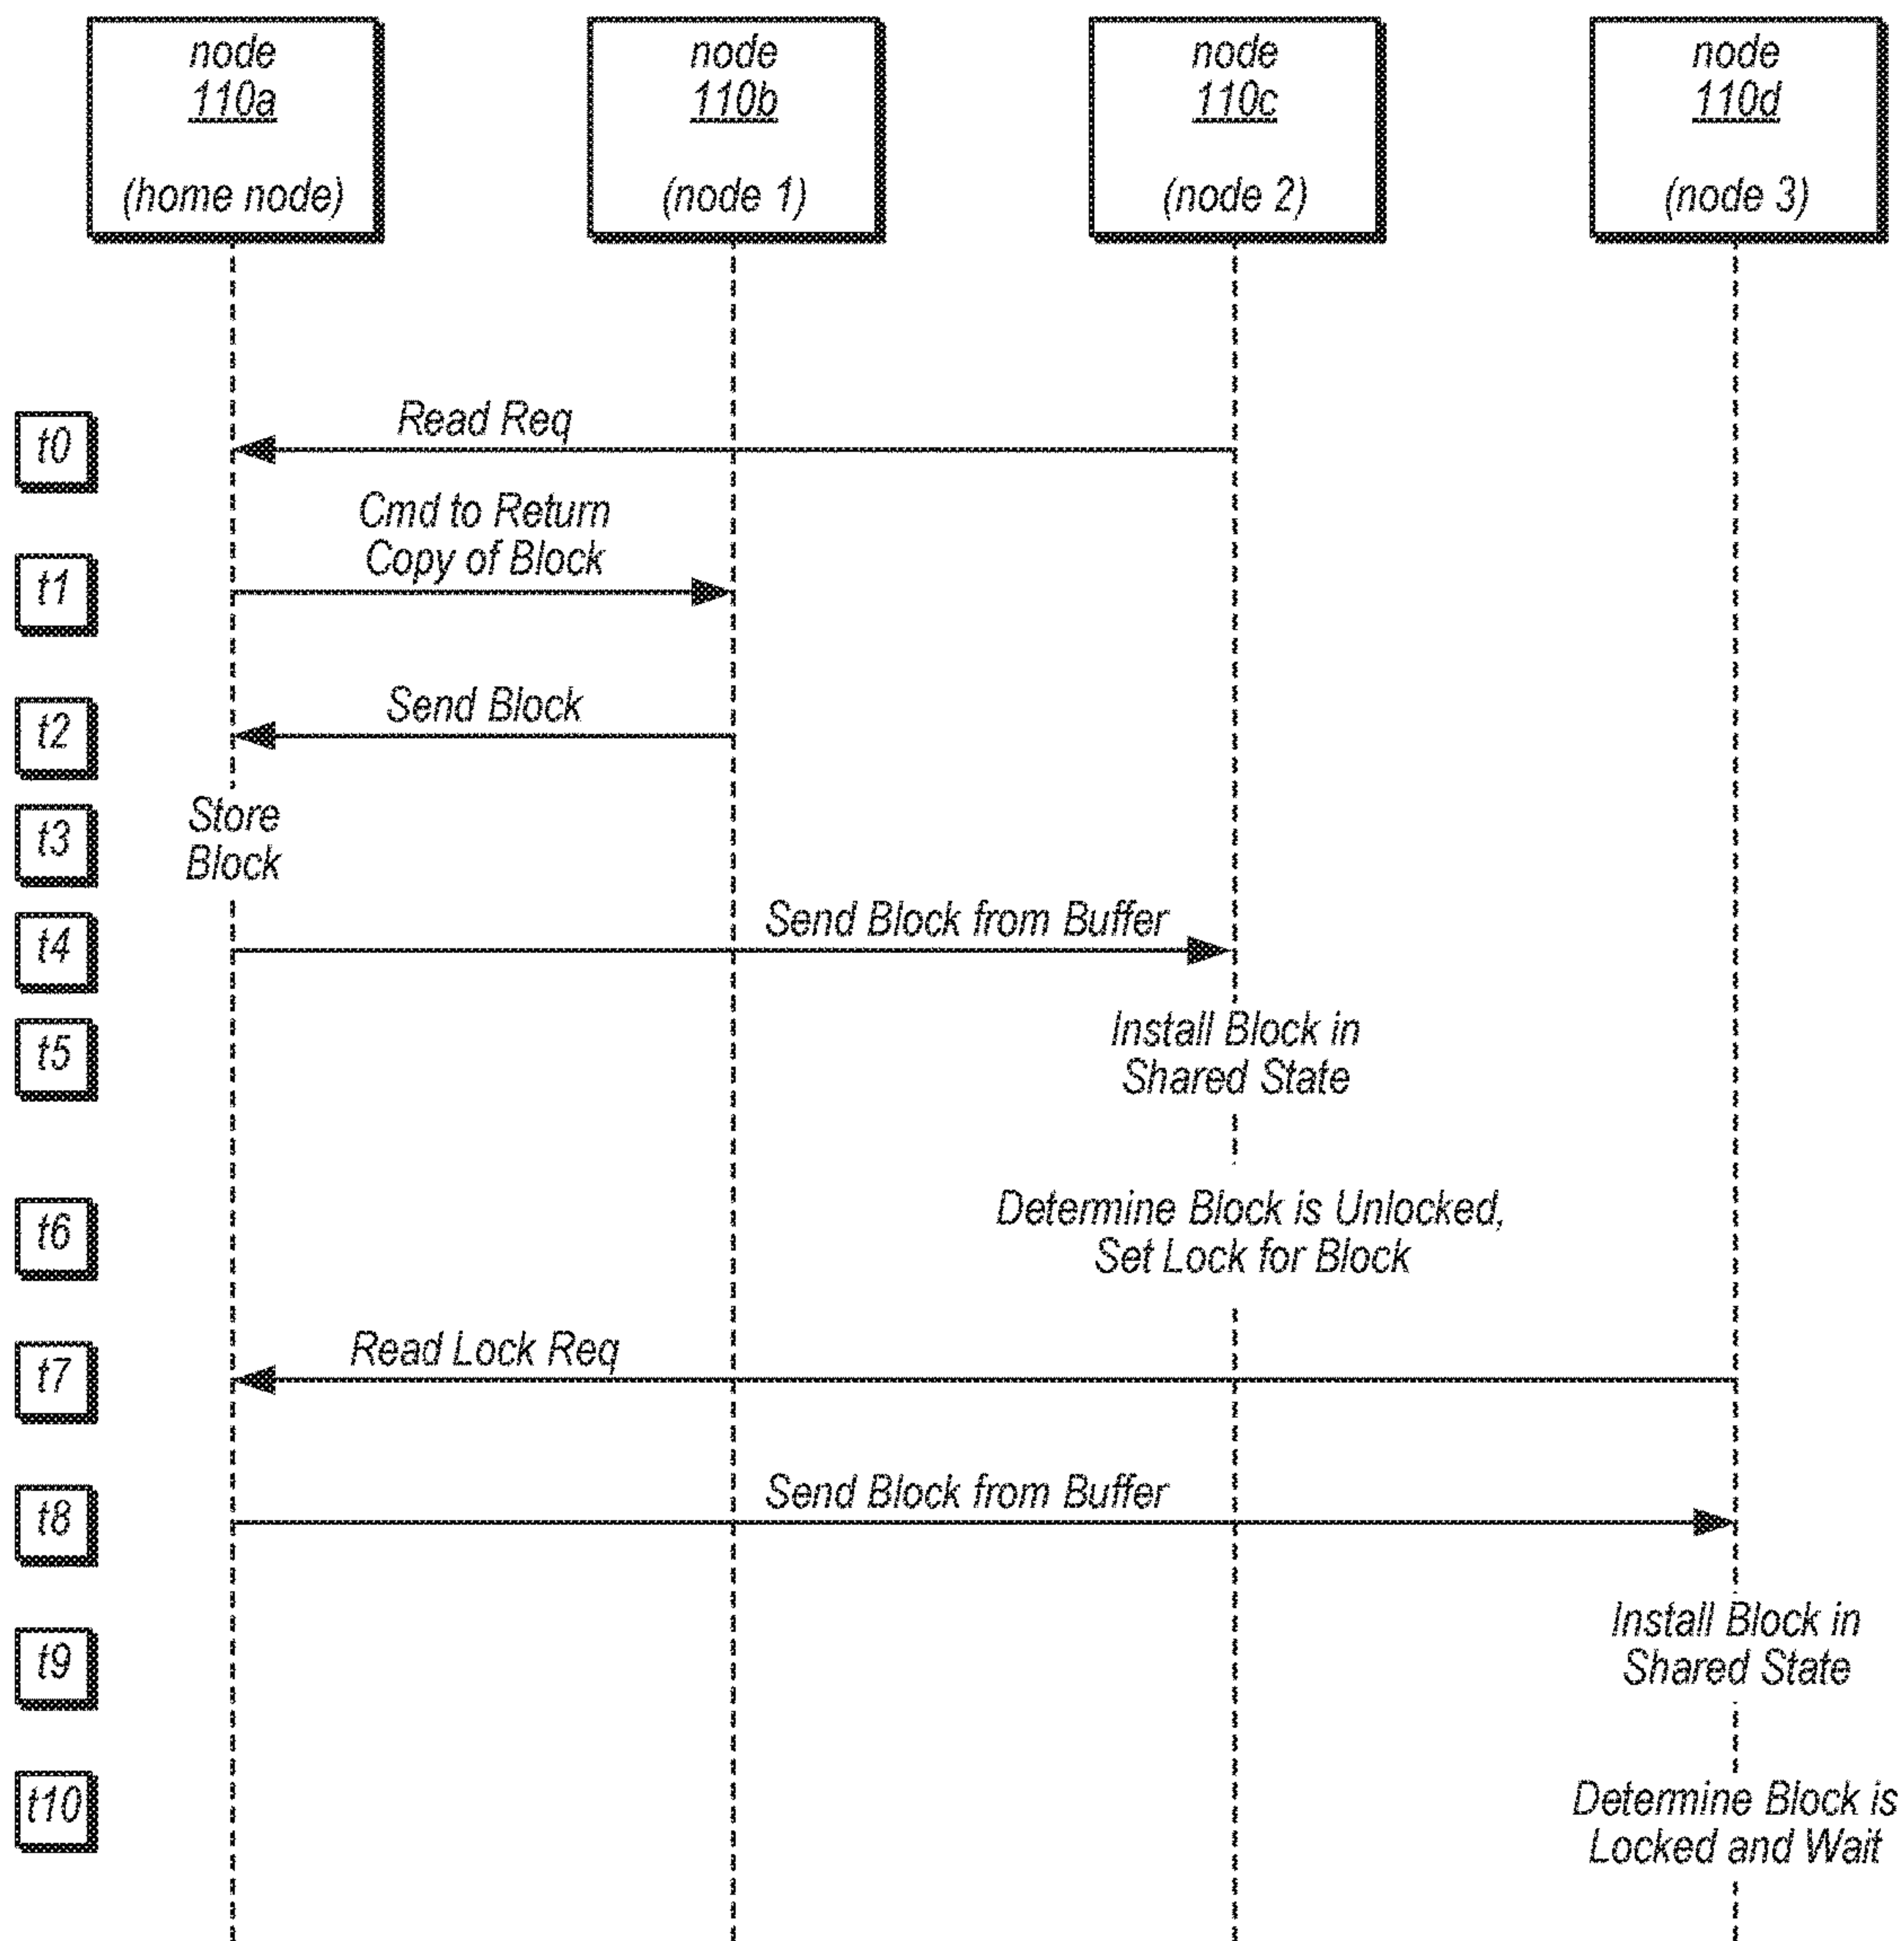 node
110a
(home node)
node
110b
(node 1)
node
110c
(node 2)
node
110d
(node 3)
t0
Read Req
t1
Cmd to Return
Copy of Block
t2
Send Block
t3
Store
Block
t4
Send Block from Buffer
t5
Install Block in
Shared State
t6
Determine Block is Unlocked,
Set Lock for Block
t7
Read Lock Req
t8
Send Block from Buffer
t9
Install Block in
Shared State
t10
Determine Block is
Locked and Wait